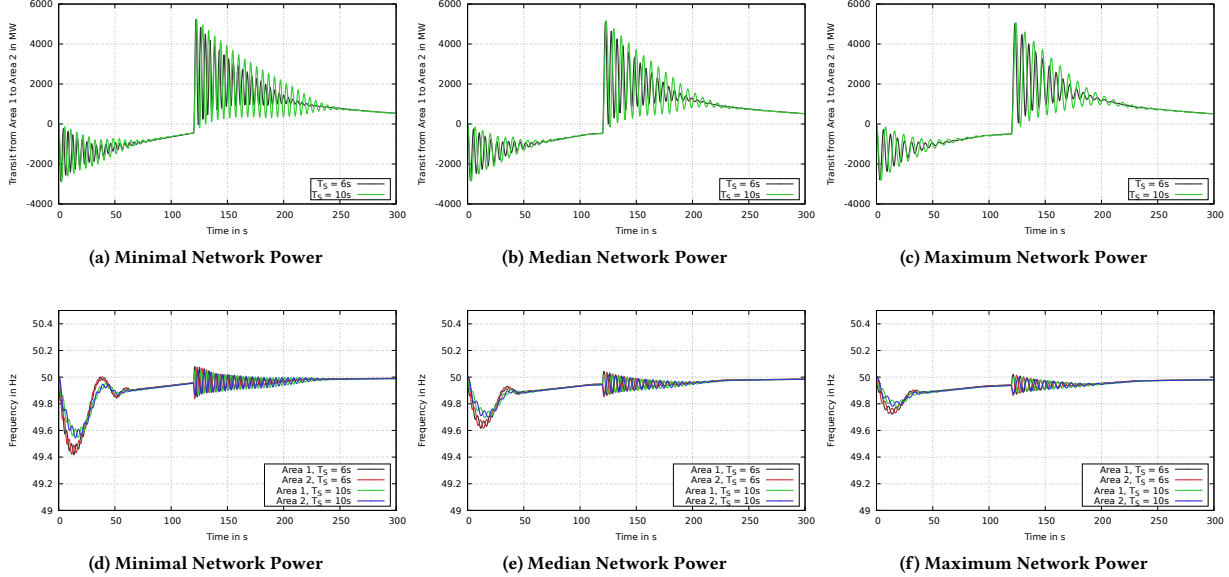 Transit from Area 1 to Area 2 in MW
6000
4000
2000
0
-2000
-4000
0 50 100 150 200 250 300
Time in s
T_S = 6s
T_S = 10s
(a) Minimal Network Power
Transit from Area 1 to Area 2 in MW
6000
4000
2000
0
-2000
-4000
0 50 100 150 200 250 300
Time in s
T_S = 6s
T_S = 10s
(b) Median Network Power
Transit from Area 1 to Area 2 in MW
6000
4000
2000
0
-2000
-4000
0 50 100 150 200 250 300
Time in s
T_S = 6s
T_S = 10s
(c) Maximum Network Power
Frequency in Hz
50.4
50.2
50
49.8
49.6
49.4
49.2
49
0 50 100 150 200 250 300
Time in s
Area 1, T_S = 6s
Area 2, T_S = 6s
Area 1, T_S = 10s
Area 2, T_S = 10s
(d) Minimal Network Power
Frequency in Hz
50.4
50.2
50
49.8
49.6
49.4
49.2
49
0 50 100 150 200 250 300
Time in s
Area 1, T_S = 6s
Area 2, T_S = 6s
Area 1, T_S = 10s
Area 2, T_S = 10s
(e) Median Network Power
Frequency in Hz
50.4
50.2
50
49.8
49.6
49.4
49.2
49
0 50 100 150 200 250 300
Time in s
Area 1, T_S = 6s
Area 2, T_S = 6s
Area 1, T_S = 10s
Area 2, T_S = 10s
(f) Maximum Network Power